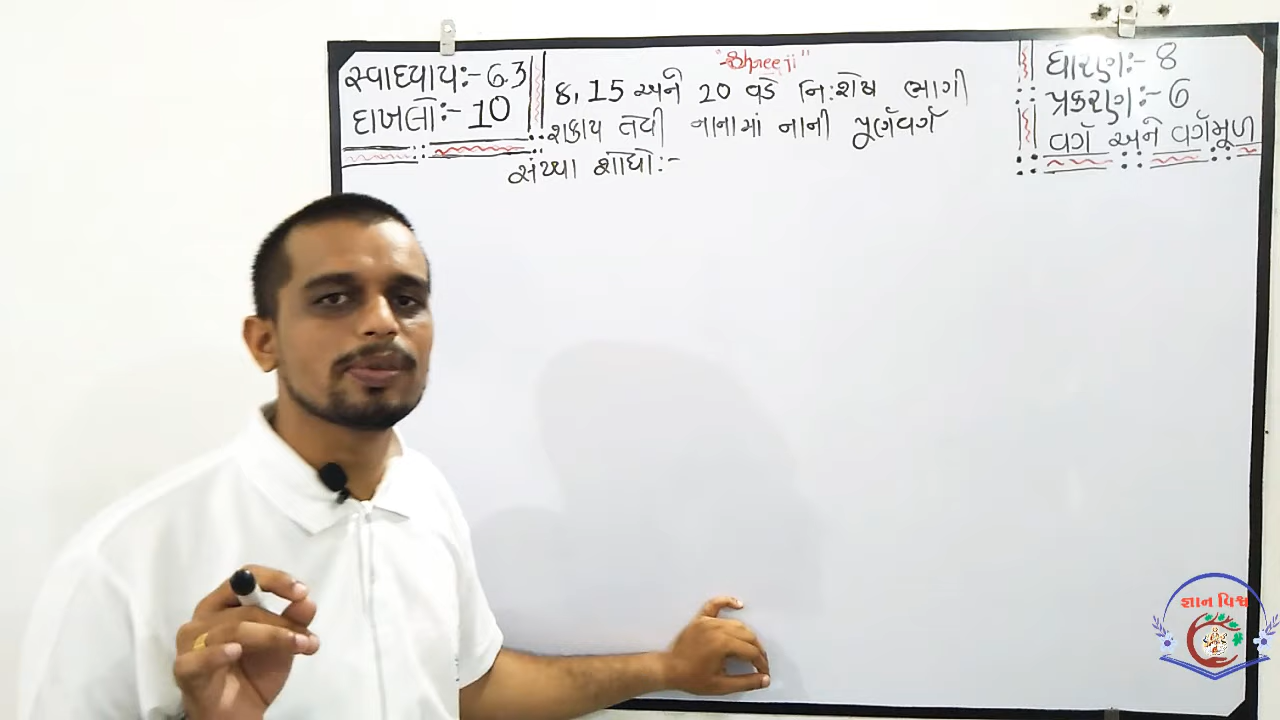 "Shreeji"
સ્વાધ્યાય:- 6.3
દાખલો:- 10
8, 15 અને 20 વડે નિ:શેષ ભાગી
શકાય તેવી નાનામાં નાની પૂર્ણવર્ગ
સંખ્યા શોધો:-
ધોરણ:- 8
પ્રકરણ:- 6
વર્ગ અને વર્ગમૂળ
જ્ઞાન વિશ્વ